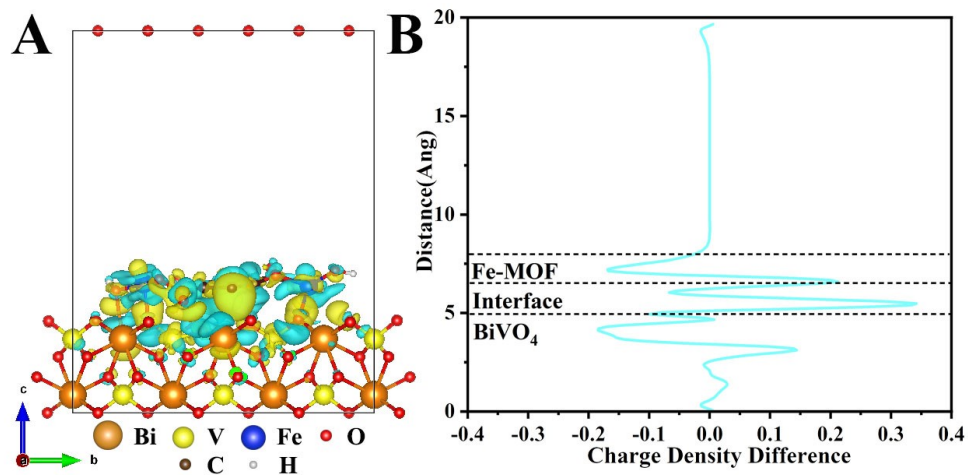 A
c
a
b
Bi
V
Fe
O
C
H
B
Distance(Ang)
20
15
10
5
0
Fe-MOF
Interface
BiVO₄
-0.4 -0.3 -0.2 -0.1 0.0 0.1 0.2 0.3 0.4
Charge Density Difference